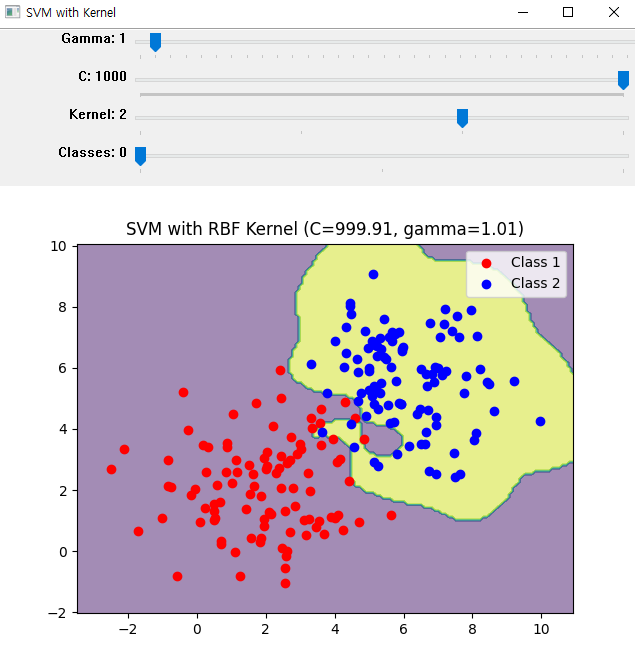 SVM with Kernel
Gamma: 1
C: 1000
Kernel: 2
Classes: 0
SVM with RBF Kernel (C=999.91, gamma=1.01)
Class 1
Class 2
10
8
6
4
2
0
−2
−2 0 2 4 6 8 10